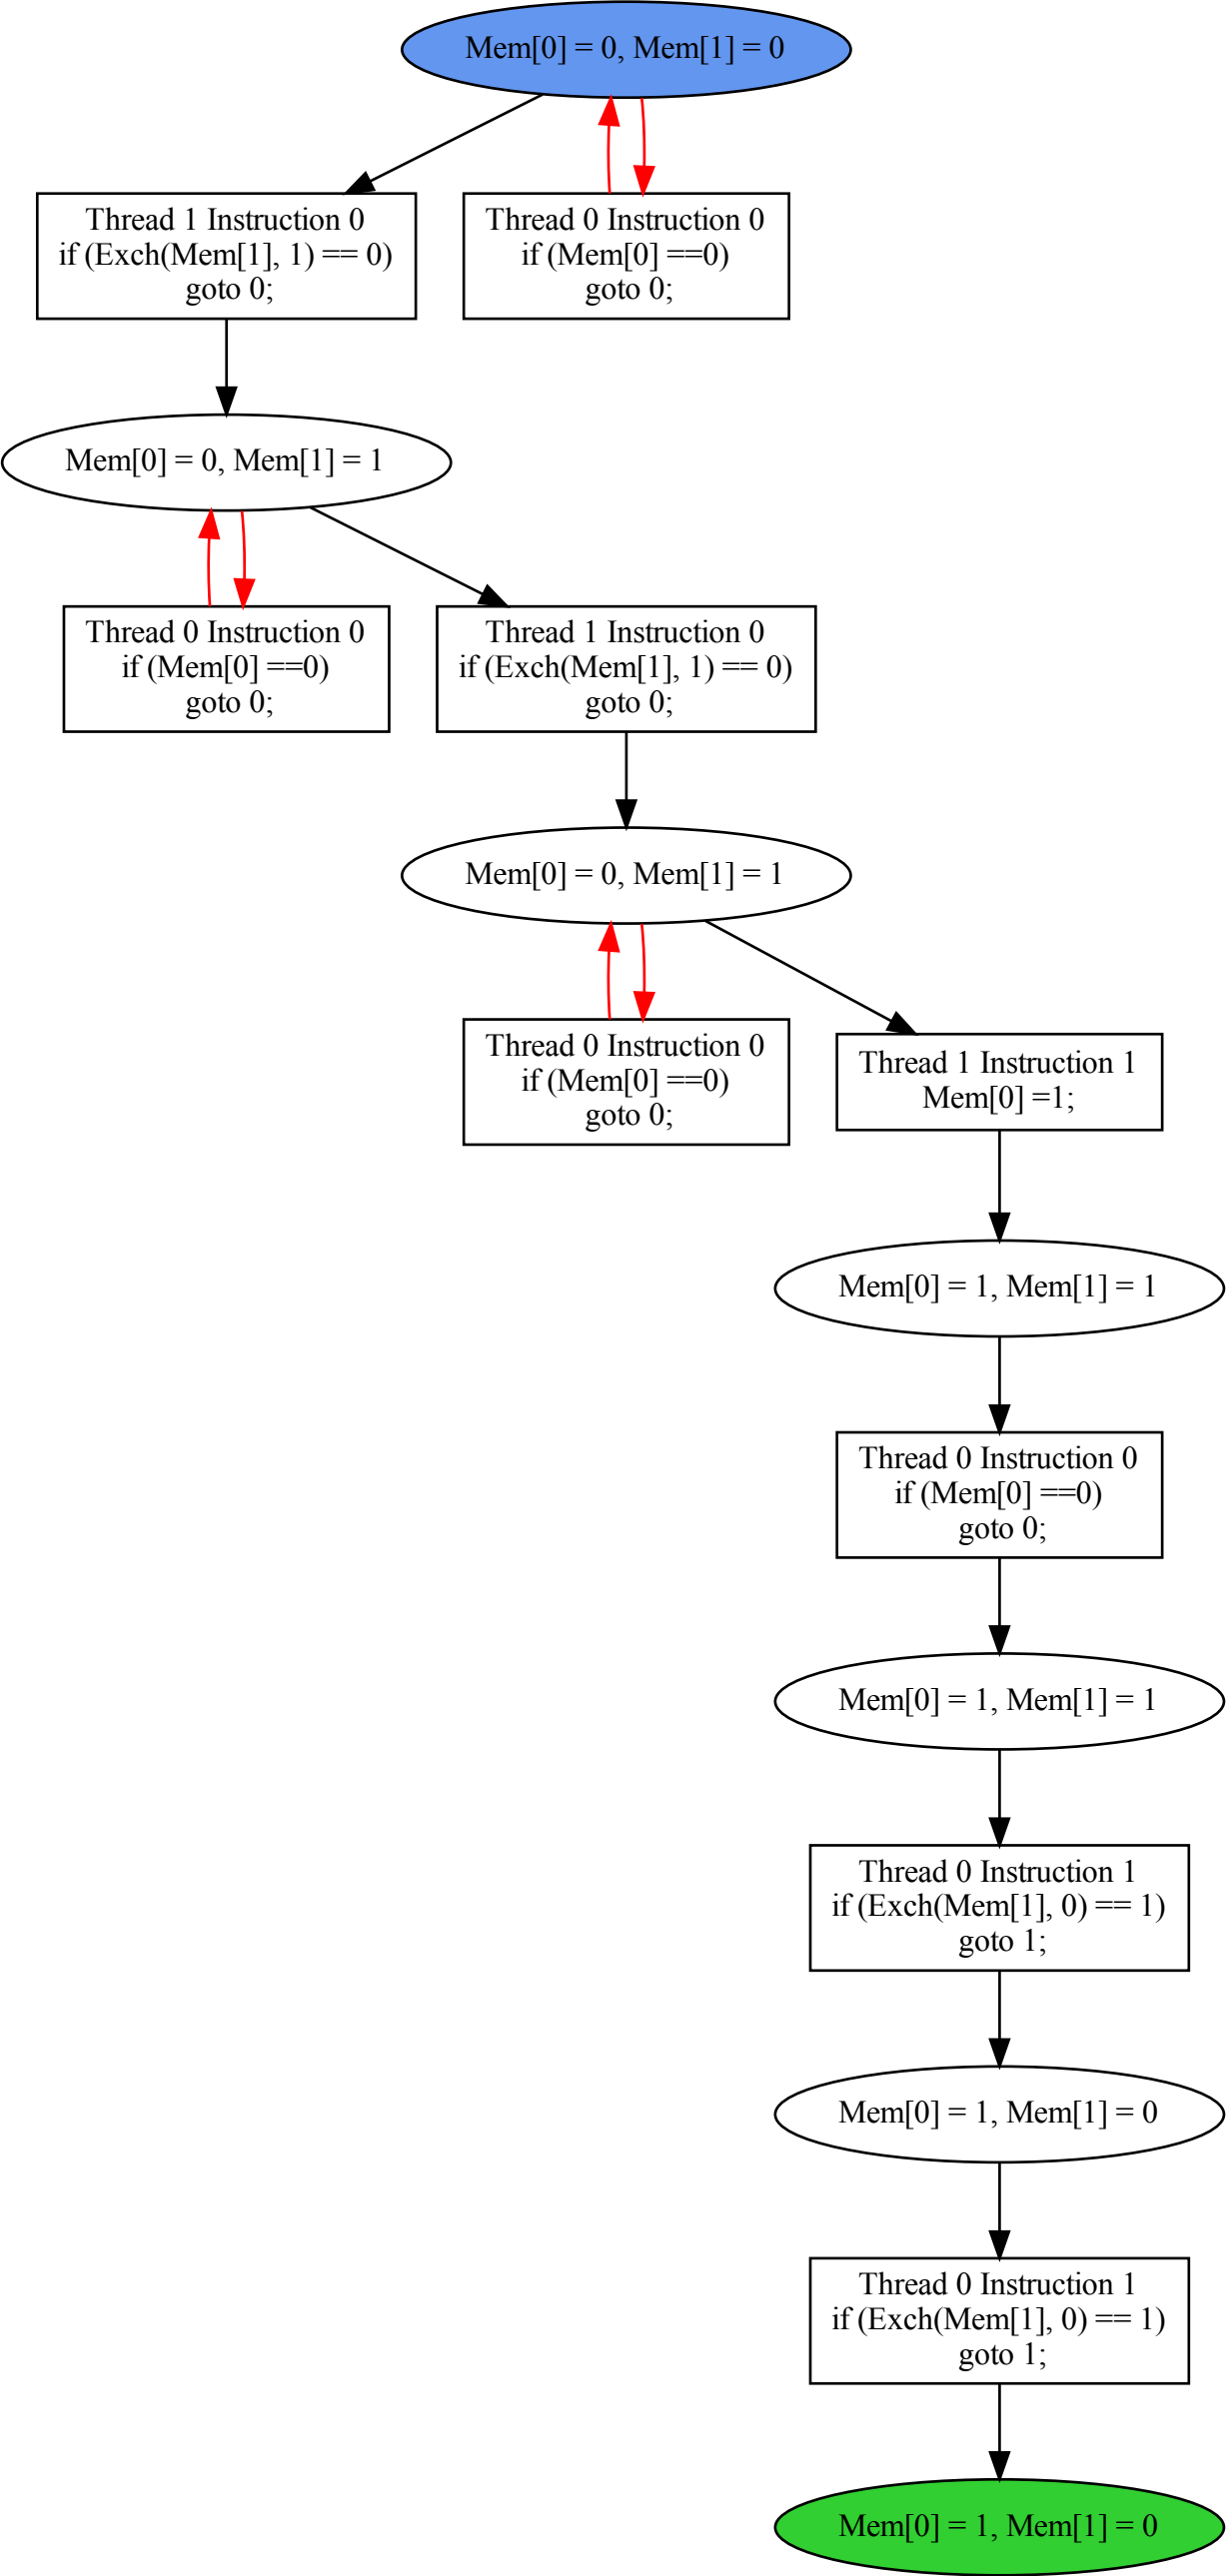 Mem[0] = 0, Mem[1] = 0
Thread 1 Instruction 0
if (Exch(Mem[1], 1) == 0)
goto 0;
Thread 0 Instruction 0
if (Mem[0] ==0)
goto 0;
Mem[0] = 0, Mem[1] = 1
Thread 0 Instruction 0
if (Mem[0] ==0)
goto 0;
Thread 1 Instruction 0
if (Exch(Mem[1], 1) == 0)
goto 0;
Mem[0] = 0, Mem[1] = 1
Thread 0 Instruction 0
if (Mem[0] ==0)
goto 0;
Thread 1 Instruction 1
Mem[0] =1;
Mem[0] = 1, Mem[1] = 1
Thread 0 Instruction 0
if (Mem[0] ==0)
goto 0;
Mem[0] = 1, Mem[1] = 1
Thread 0 Instruction 1
if (Exch(Mem[1], 0) == 1)
goto 1;
Mem[0] = 1, Mem[1] = 0
Thread 0 Instruction 1
if (Exch(Mem[1], 0) == 1)
goto 1;
Mem[0] = 1, Mem[1] = 0